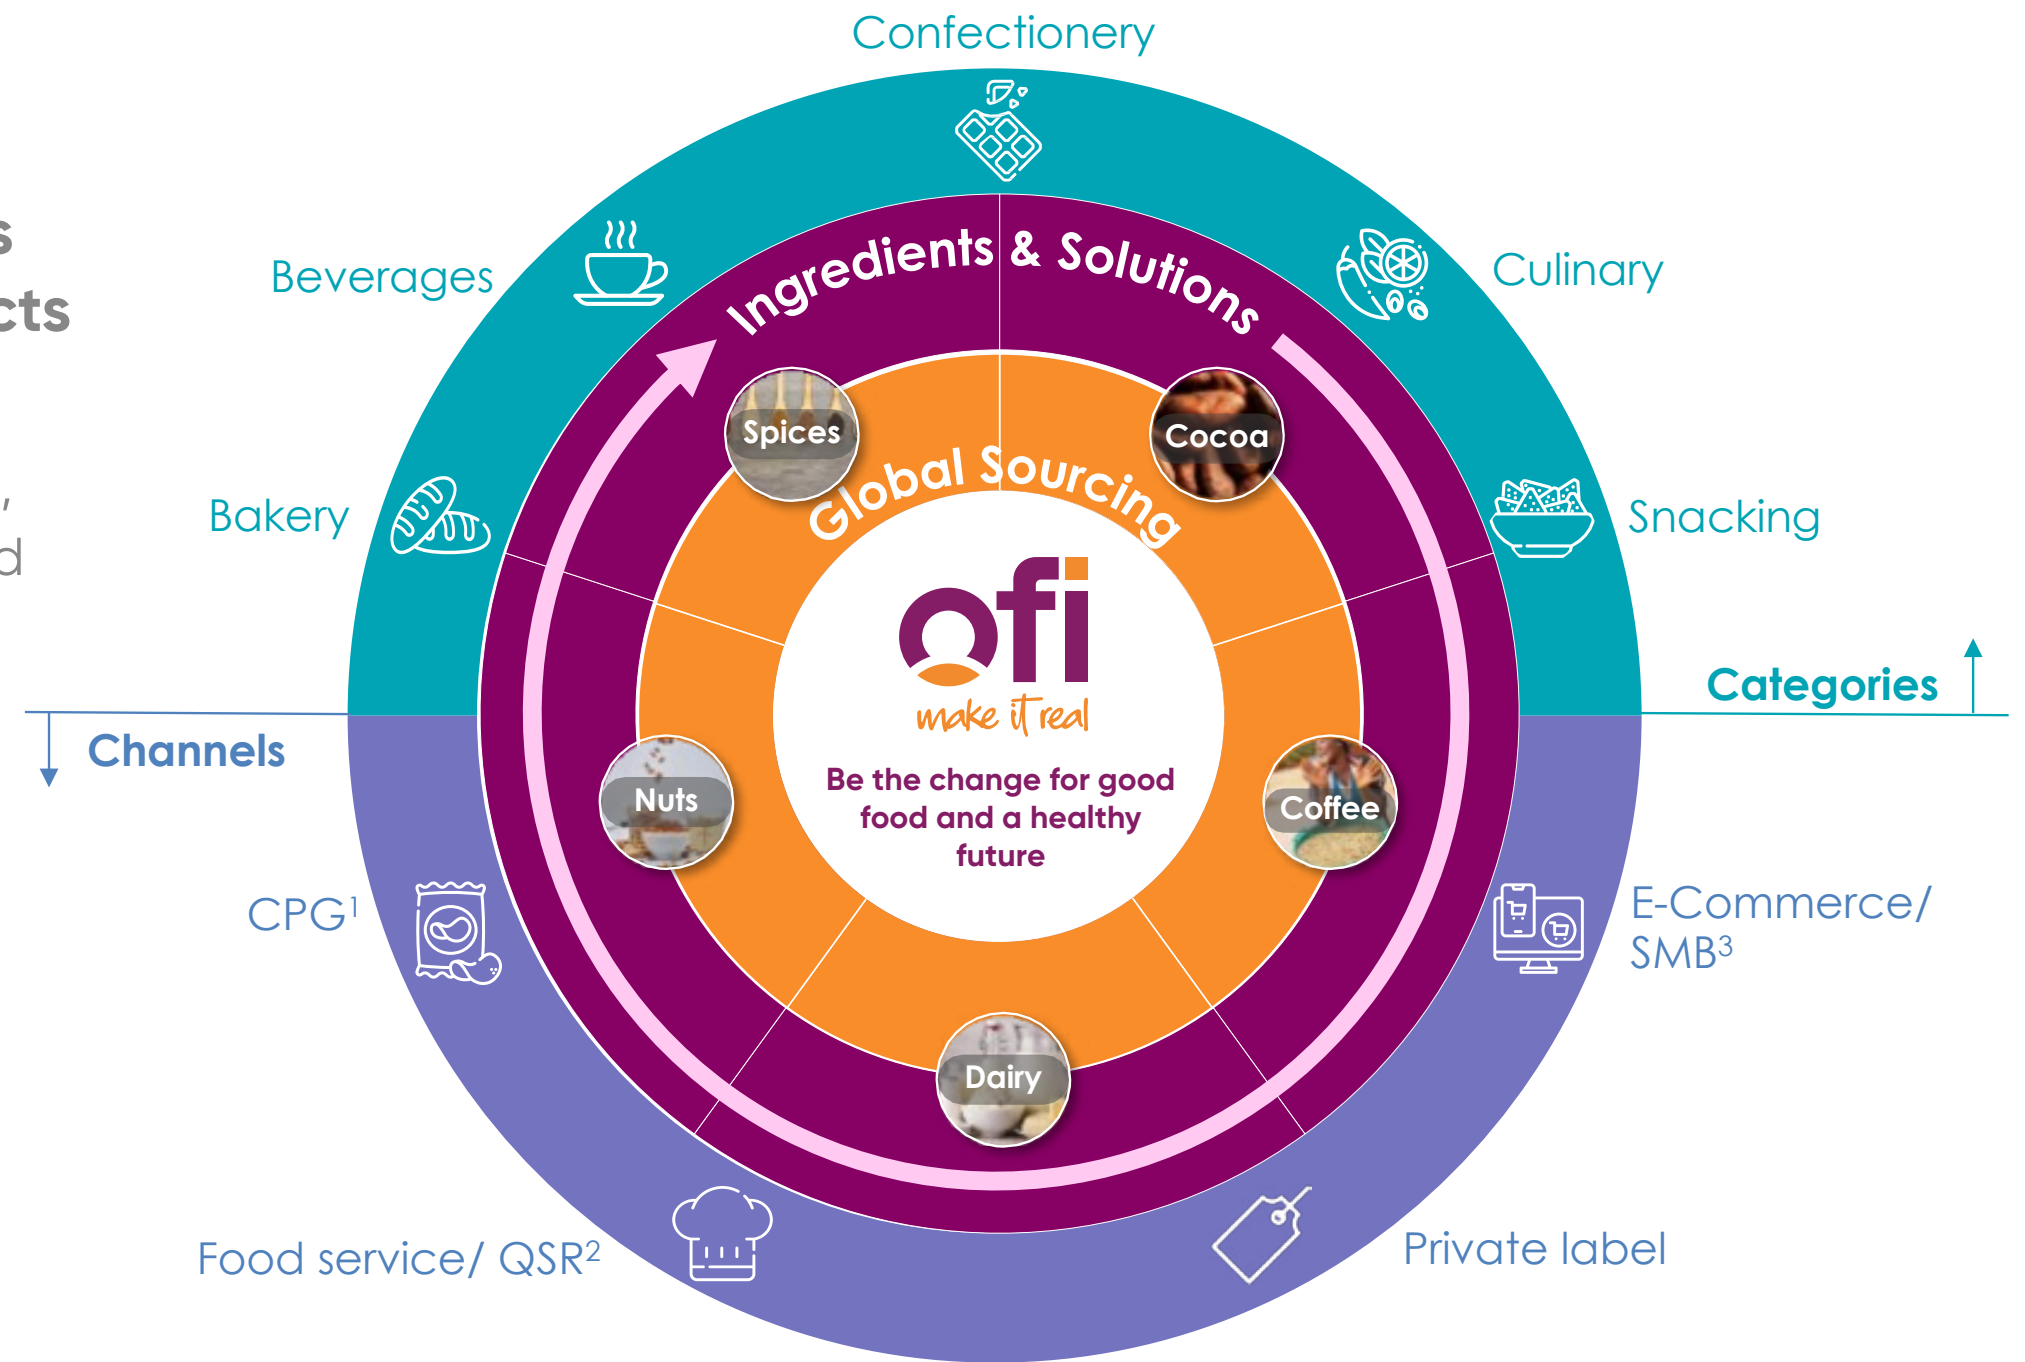 Confectionery
Beverages
Culinary
Ingredients & Solutions
Spices
Cocoa
Global Sourcing
Bakery
Snacking
ofi
make it real
Be the change for good
food and a healthy
future
Categories
Channels
Nuts
Coffee
CPG¹
E-Commerce/
SMB³
Dairy
Food service/ QSR²
Private label